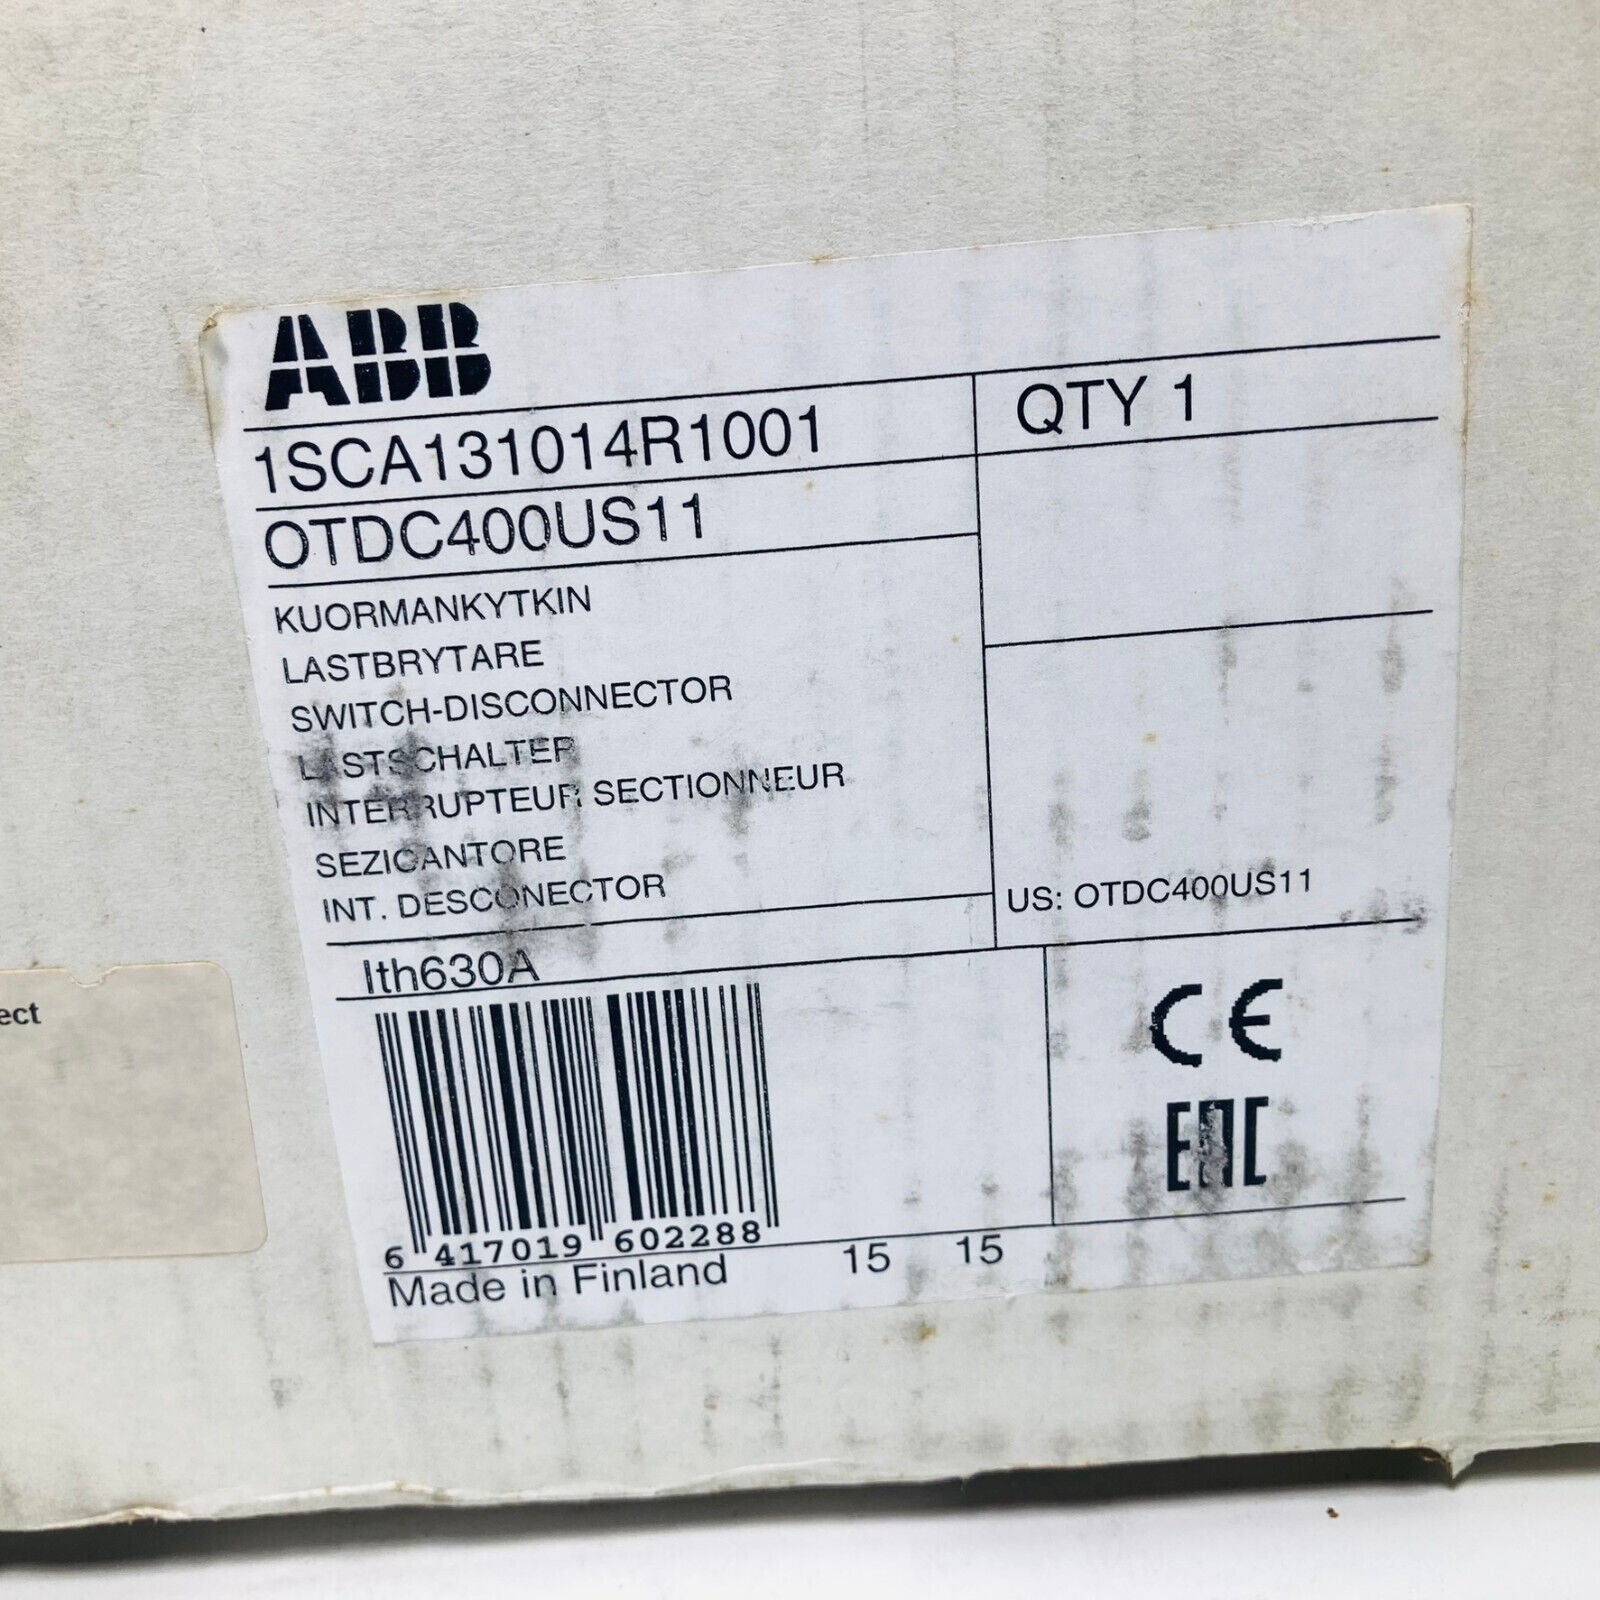 ABB
1SCA131014R1001
QTY 1
OTDC400US11
KUORMANKYTKIN
LASTBRYTARE
SWITCH-DISCONNECTOR
LASTSCHALTER
INTERRUPTEUR SECTIONNEUR
SEZICANTORE
INT. DESCONECTOR
US: OTDC400US11
Ith630A
CE
EAC
6 417019 602288
Made in Finland 15 15
ect